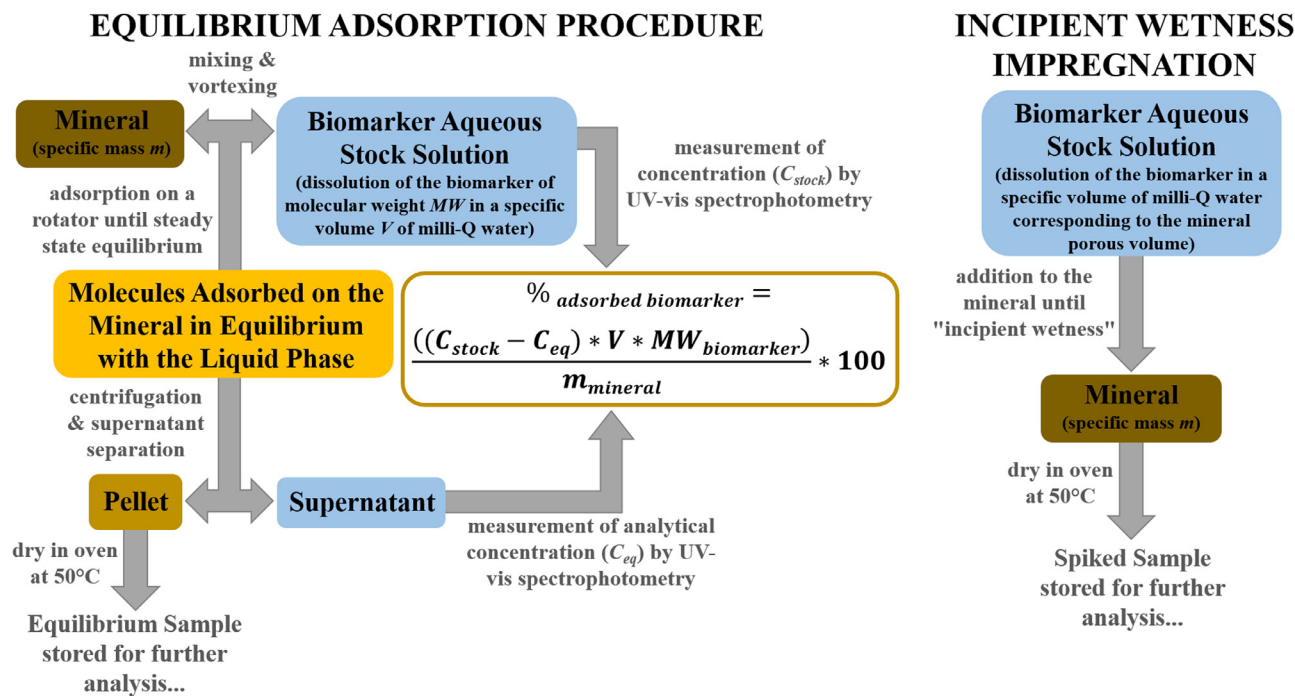 EQUILIBRIUM ADSORPTION PROCEDURE
mixing &
vortexing
Mineral
(specific mass m)
Biomarker Aqueous
Stock Solution
(dissolution of the biomarker of
molecular weight MW in a specific
volume V of milli-Q water)
measurement of
concentration (C_stock) by
UV-vis spectrophotometry
adsorption on a
rotator until steady
state equilibrium
Molecules Adsorbed on the
Mineral in Equilibrium
with the Liquid Phase
% adsorbed biomarker =
((C_stock − C_eq) * V * MW_biomarker)
m_mineral
* 100
centrifugation
& supernatant
separation
Pellet
Supernatant
measurement of analytical
concentration (C_eq) by UV-
vis spectrophotometry
dry in oven
at 50°C
Equilibrium Sample
stored for further
analysis...
INCIPIENT WETNESS
IMPREGNATION
Biomarker Aqueous
Stock Solution
(dissolution of the biomarker in a
specific volume of milli-Q water
corresponding to the mineral
porous volume)
addition to the
mineral until
"incipient wetness"
Mineral
(specific mass m)
dry in oven
at 50°C
Spiked Sample
stored for further
analysis...